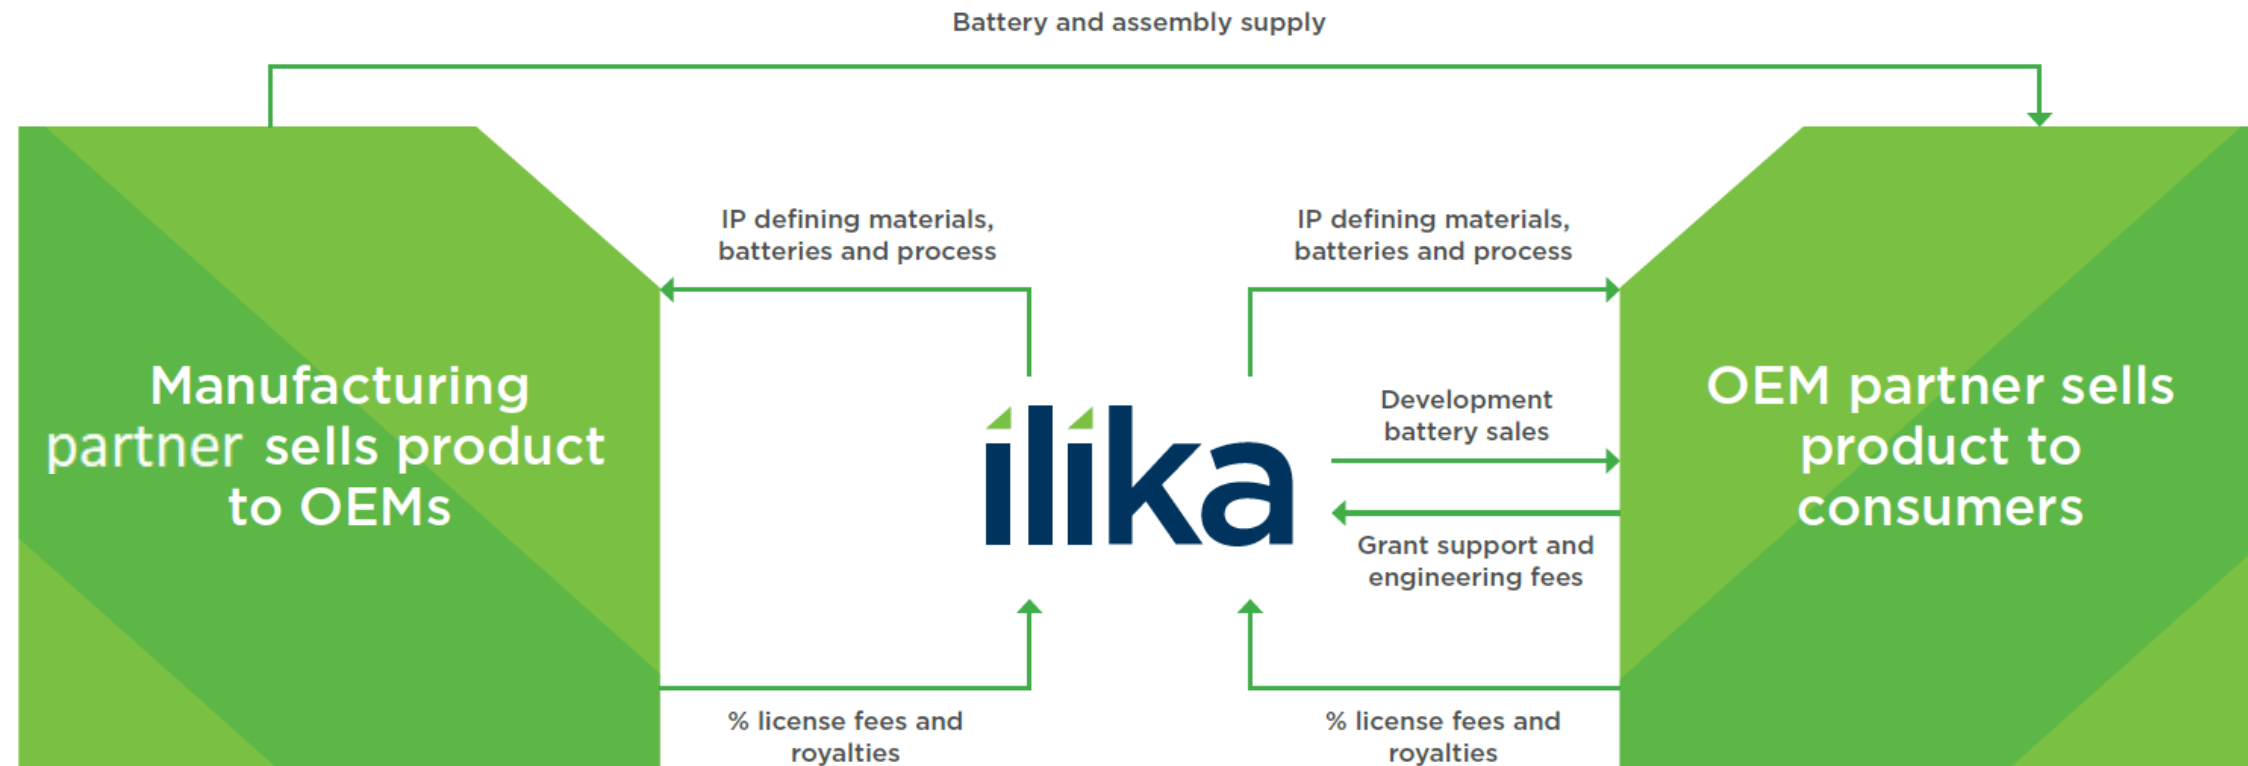 Battery and assembly supply
IP defining materials,
batteries and process
IP defining materials,
batteries and process
Manufacturing
partner sells product
to OEMs
ilika
Development
battery sales
Grant support and
engineering fees
OEM partner sells
product to
consumers
% license fees and
royalties
% license fees and
royalties